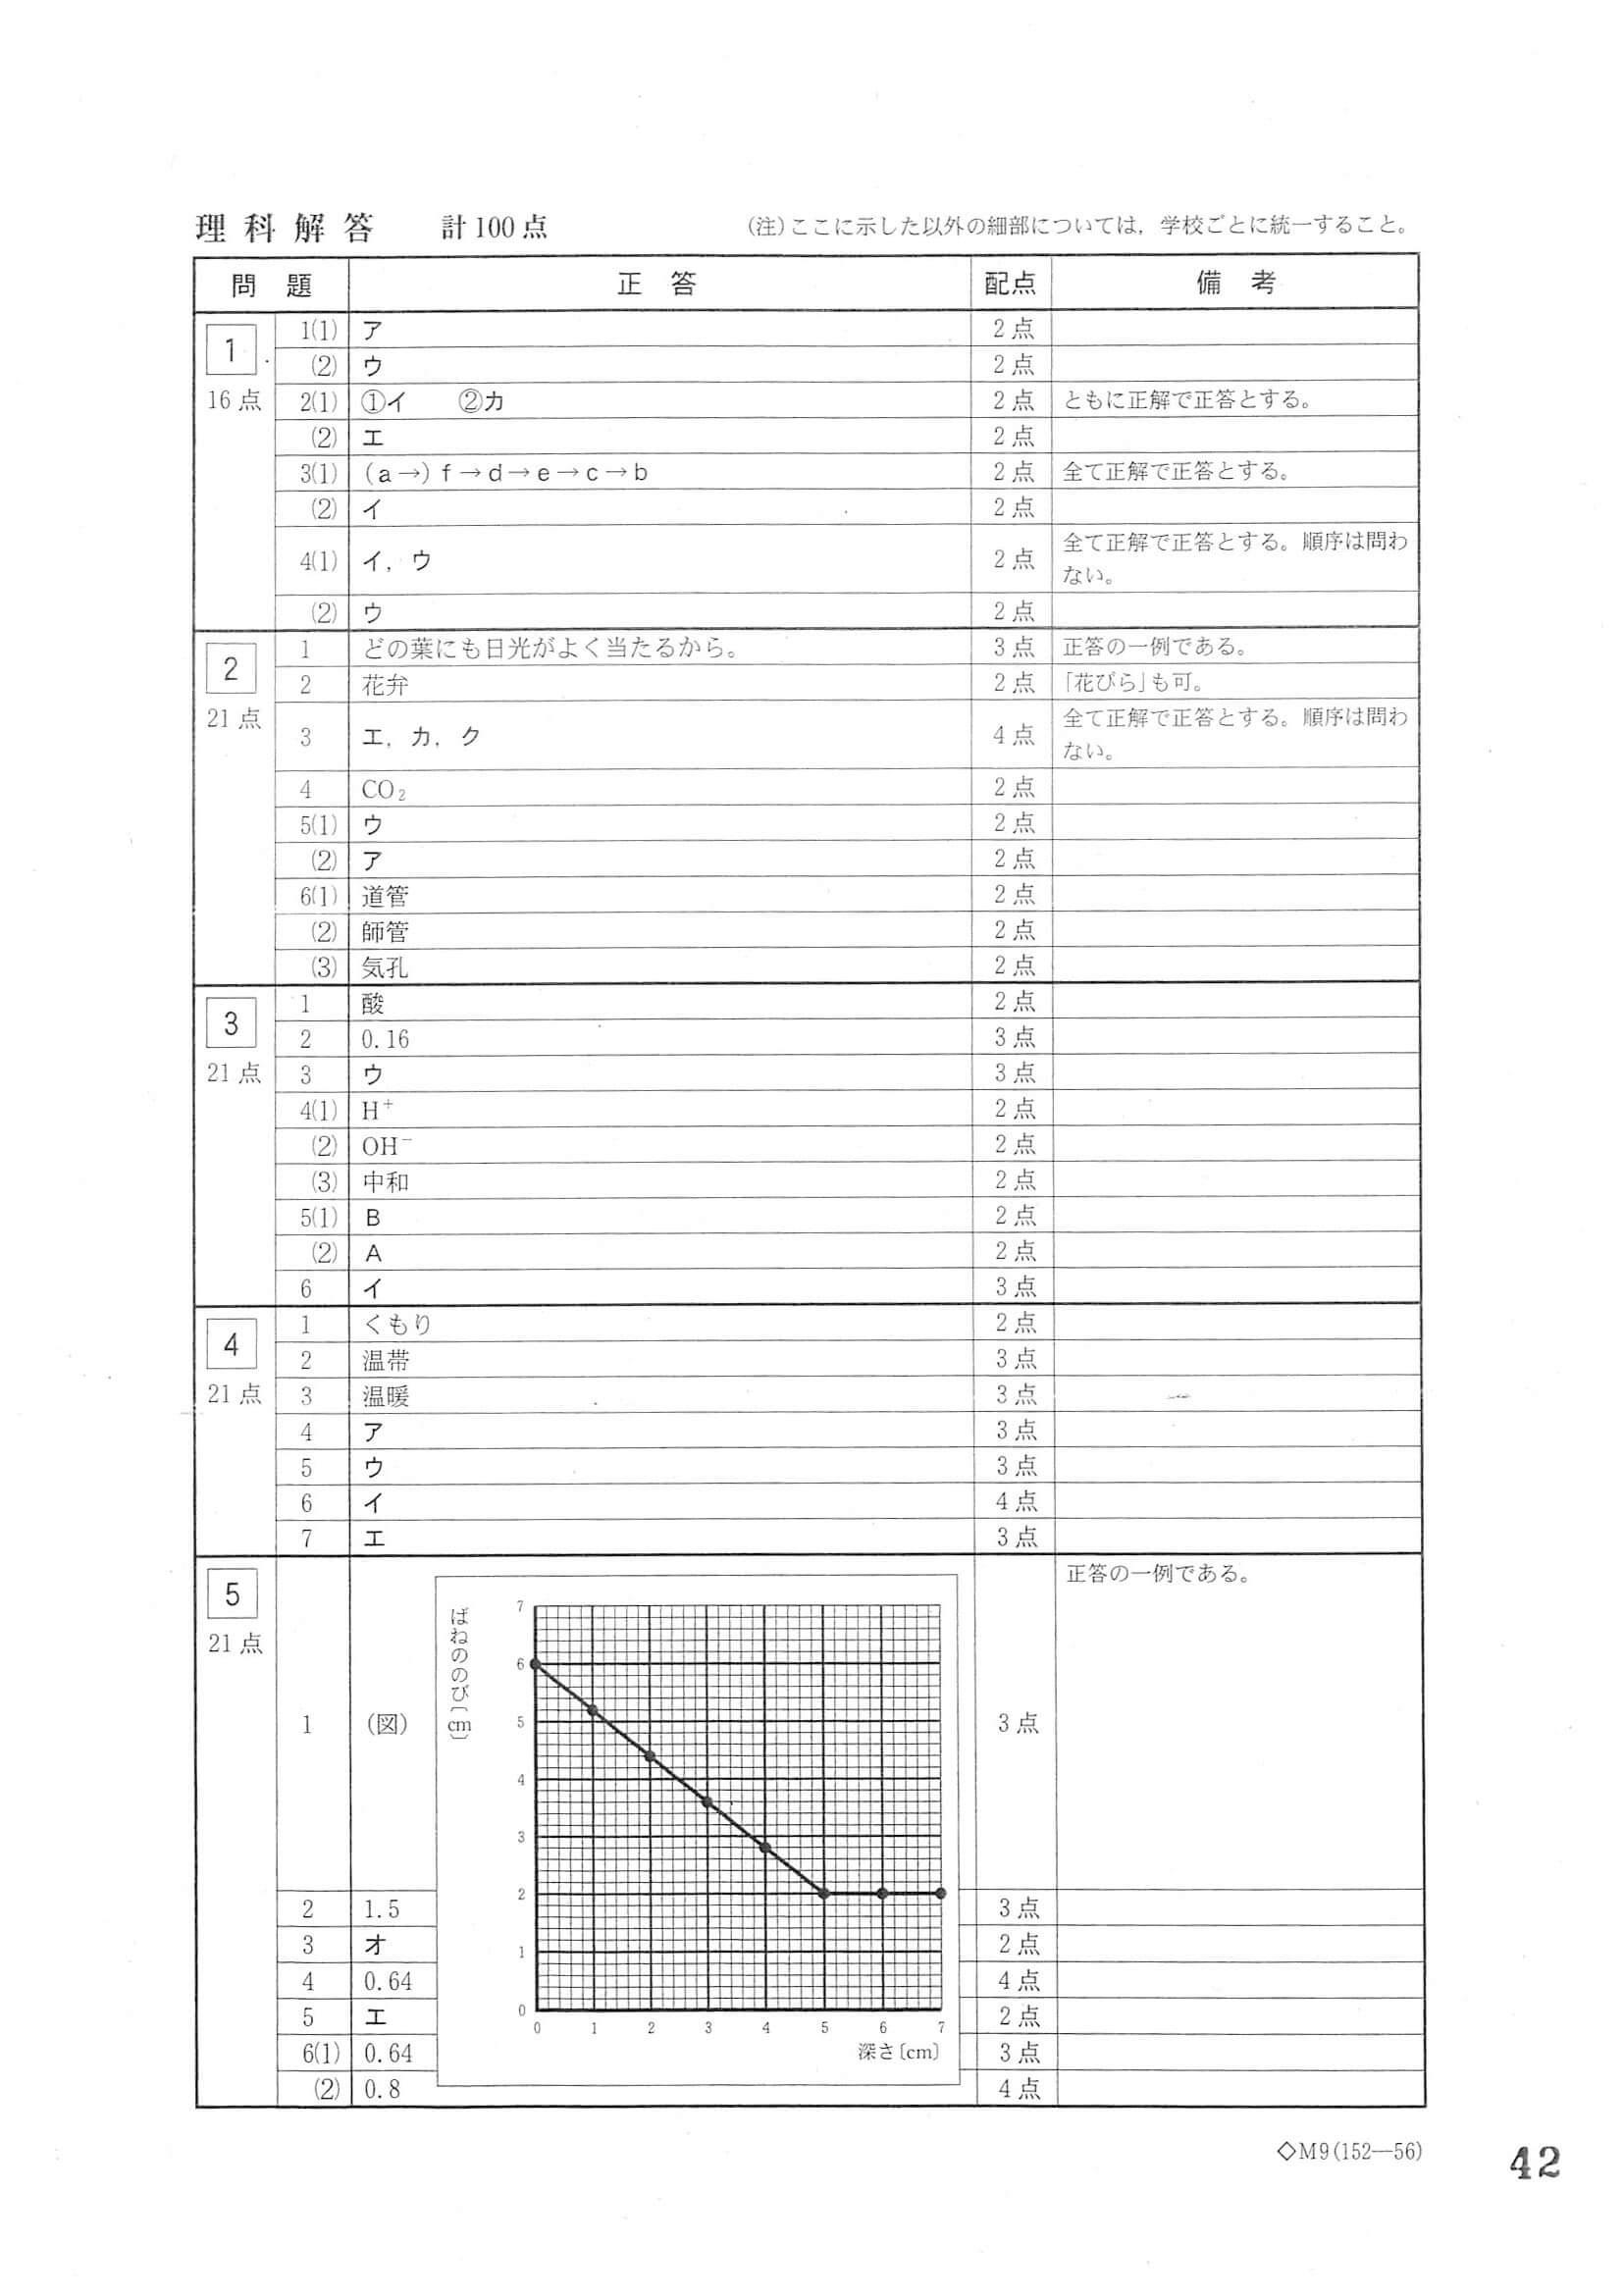 理科解答　計100点　(注)ここに示した以外の細部については，学校ごとに統一すること。
問題　正答　配点　備考
1　16点
1(1)　ア　2点
(2)　ウ　2点
2(1)　①イ　②カ　2点　ともに正解で正答とする。
(2)　エ　2点
3(1)　(a→)f→d→e→c→b　2点　全て正解で正答とする。
(2)　イ　2点
4(1)　イ，ウ　2点　全て正解で正答とする。順序は問わ
ない。
(2)　ウ　2点
2　21点
1　どの葉にも日光がよく当たるから。　3点　正答の一例である。
2　花弁　2点　「花びら」も可。
3　エ，カ，ク　4点　全て正解で正答とする。順序は問わ
ない。
4　CO₂　2点
5(1)　ウ　2点
(2)　ア　2点
6(1)　道管　2点
(2)　師管　2点
(3)　気孔　2点
3　21点
1　酸　2点
2　0.16　3点
3　ウ　3点
4(1)　H⁺　2点
(2)　OH⁻　2点
(3)　中和　2点
5(1)　B　2点
(2)　A　2点
6　イ　3点
4　21点
1　くもり　2点
2　温帯　3点
3　温暖　3点
4　ア　3点
5　ウ　3点
6　イ　4点
7　エ　3点
5　21点
1　(図)　3点　正答の一例である。
ばねののび〔cm〕
7
6
5
4
3
2
1
0
0　1　2　3　4　5　6　7
深さ〔cm〕
2　1.5　3点
3　オ　2点
4　0.64　4点
5　エ　2点
6(1)　0.64　3点
(2)　0.8　4点
◇M9(152―56)
42